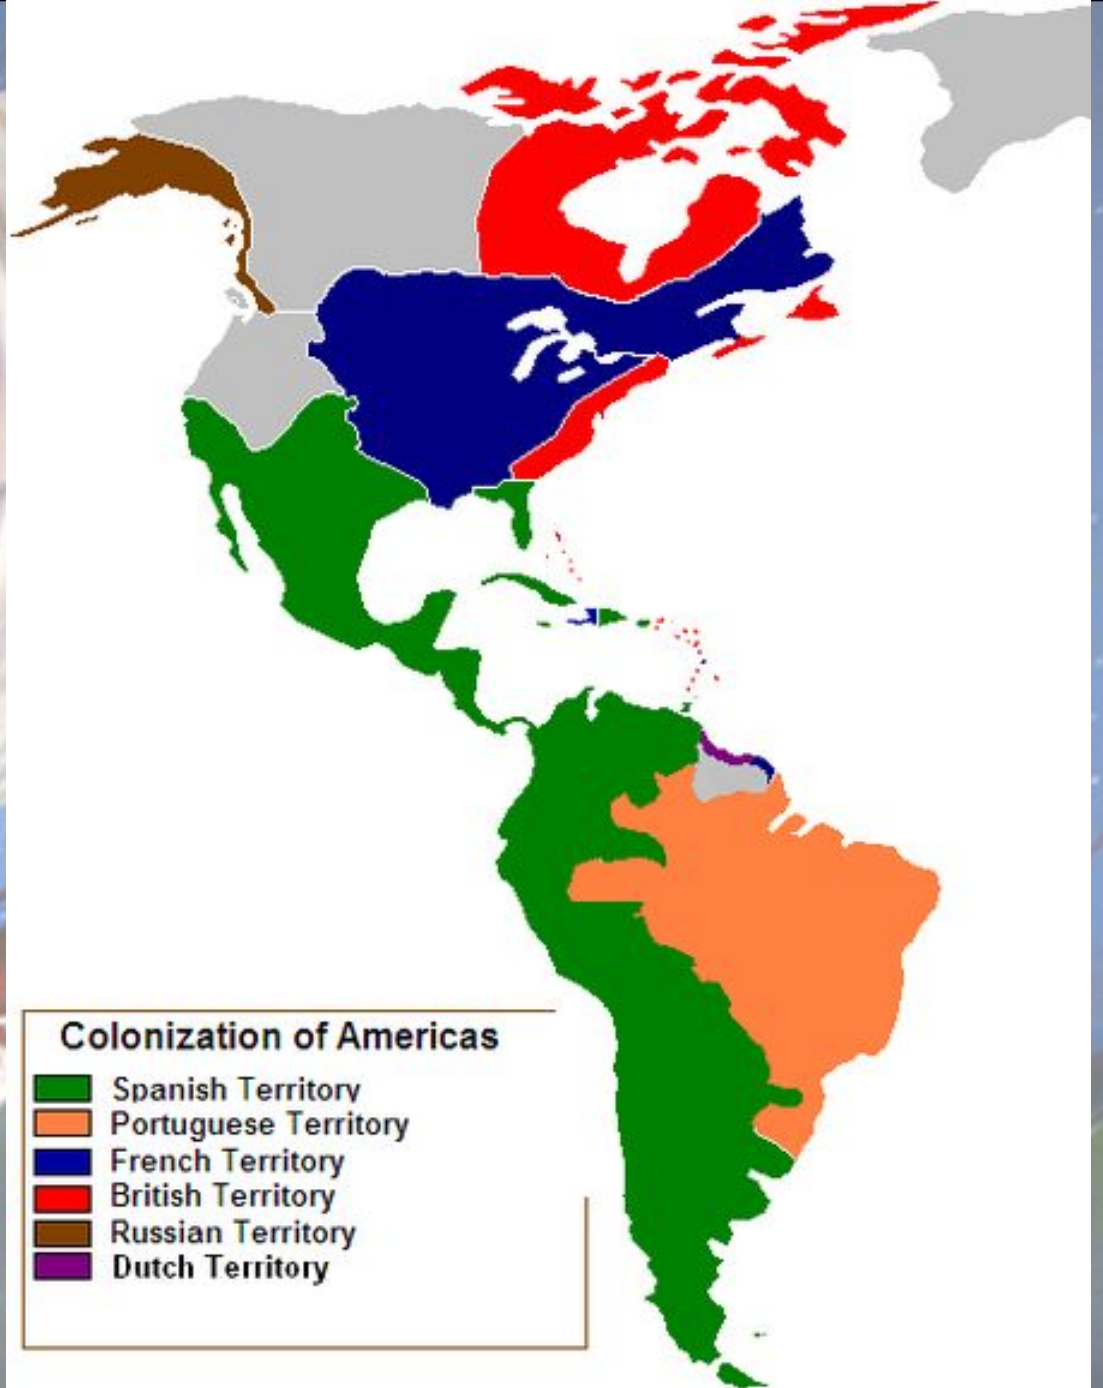 Colonization of Americas
Spanish Territory
Portuguese Territory
French Territory
British Territory
Russian Territory
Dutch Territory